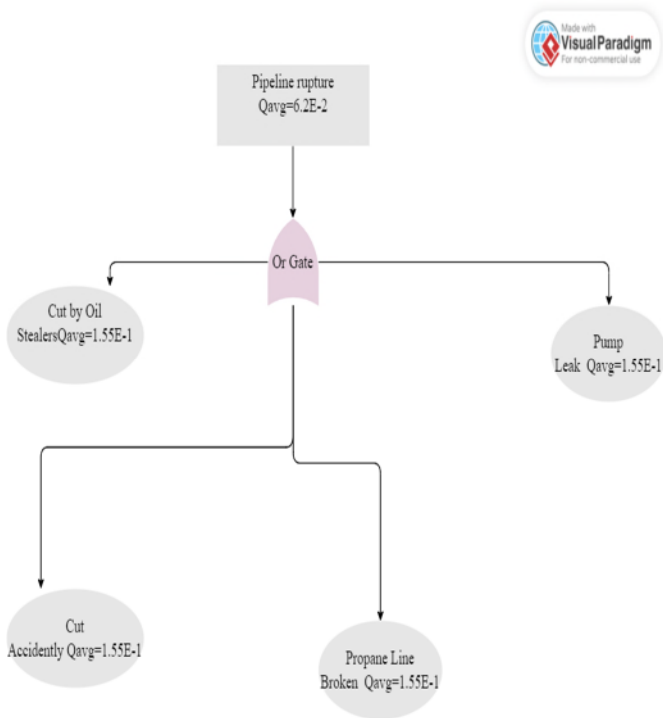 Made with
VisualParadigm
For non-commercial use
Pipeline rupture
Qavg=6.2E-2
Or Gate
Cut by Oil
StealersQavg=1.55E-1
Pump
Leak Qavg=1.55E-1
Cut
Accidently Qavg=1.55E-1
Propane Line
Broken Qavg=1.55E-1